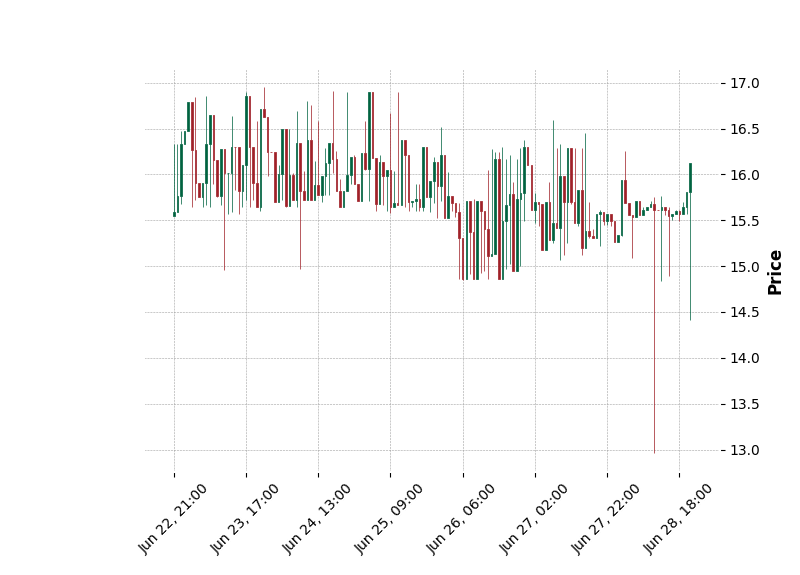 17.0
16.5
16.0
15.5
15.0
14.5
14.0
13.5
13.0
Price
Jun 22, 21:00
Jun 23, 17:00
Jun 24, 13:00
Jun 25, 09:00
Jun 26, 06:00
Jun 27, 02:00
Jun 27, 22:00
Jun 28, 18:00